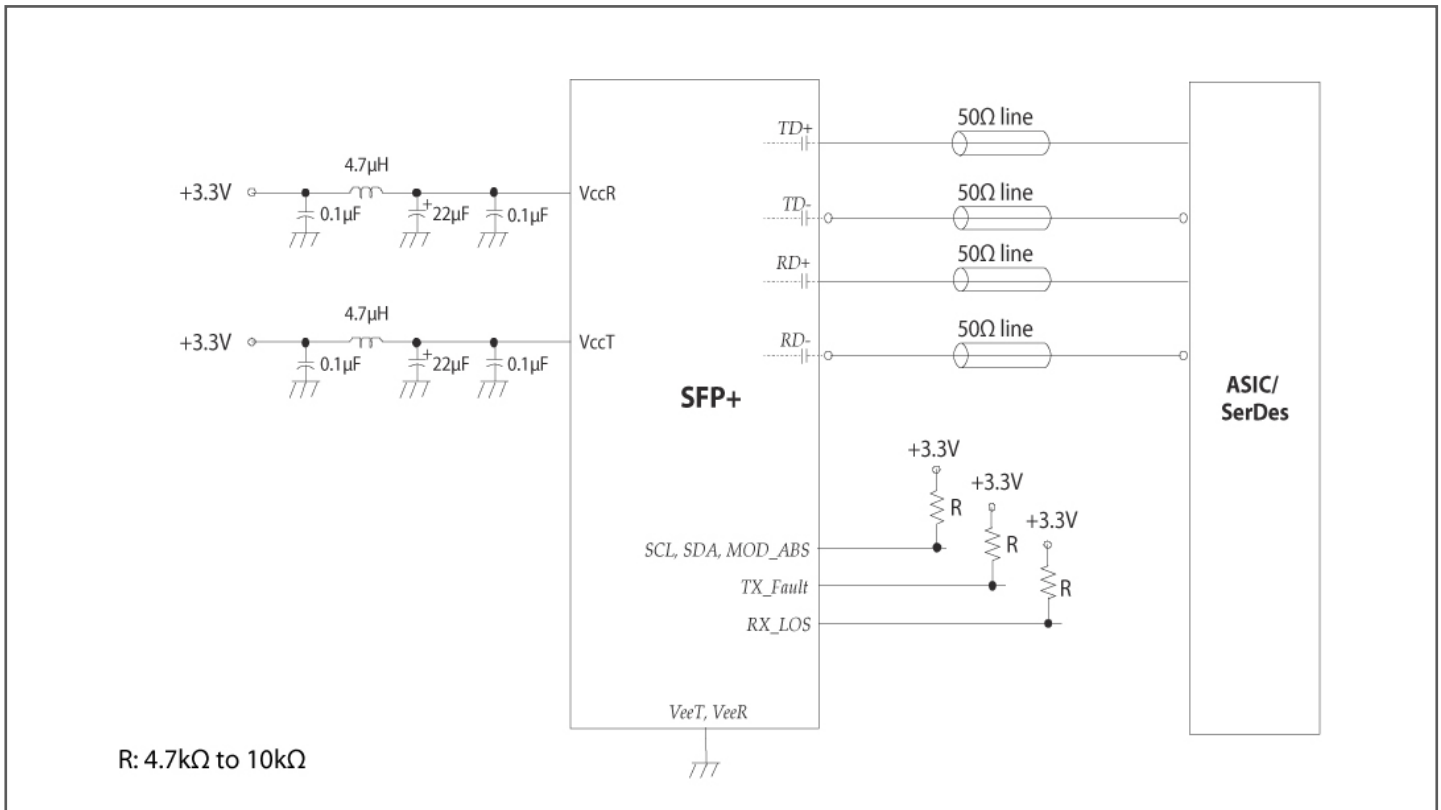 50Ω line
TD+
4.7µH
+3.3V
0.1µF
+
22µF
0.1µF
VccR
50Ω line
TD-
50Ω line
RD+
4.7µH
+3.3V
0.1µF
+
22µF
0.1µF
VccT
50Ω line
RD-
SFP+
ASIC/
SerDes
+3.3V
R
+3.3V
R
+3.3V
R
SCL, SDA, MOD_ABS
TX_Fault
RX_LOS
VeeT, VeeR
R: 4.7kΩ to 10kΩ